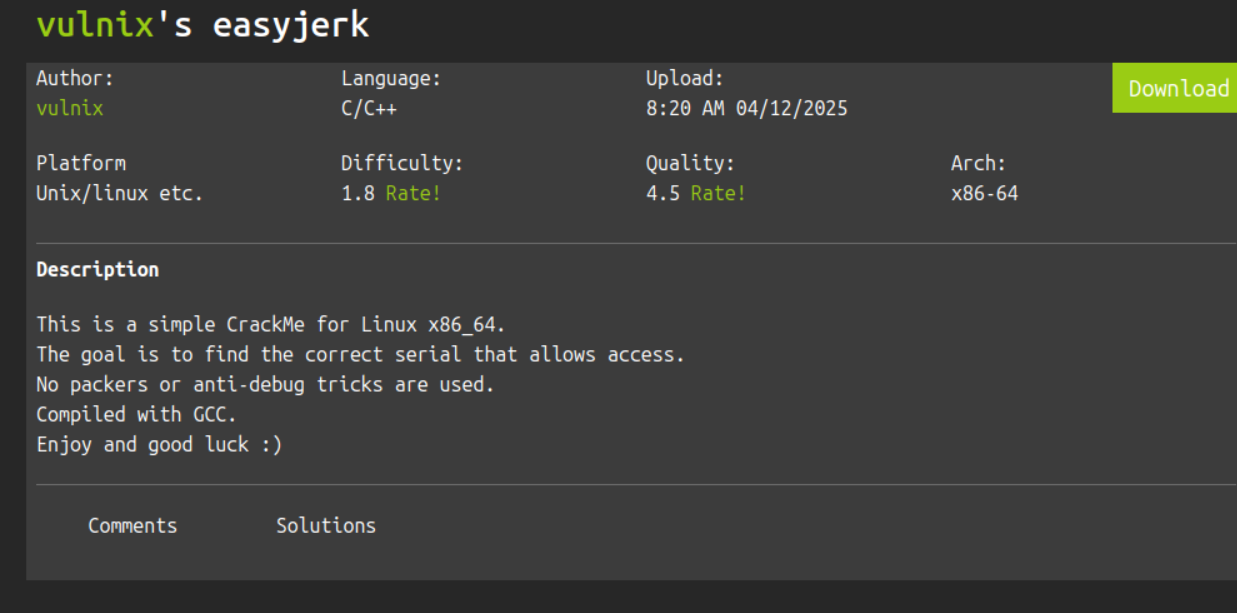 vulnix's easyjerk
Author: Language: Upload: Download
vulnix C/C++ 8:20 AM 04/12/2025
Platform Difficulty: Quality: Arch:
Unix/linux etc. 1.8 Rate! 4.5 Rate! x86-64
Description
This is a simple CrackMe for Linux x86_64.
The goal is to find the correct serial that allows access.
No packers or anti-debug tricks are used.
Compiled with GCC.
Enjoy and good luck :)
Comments Solutions